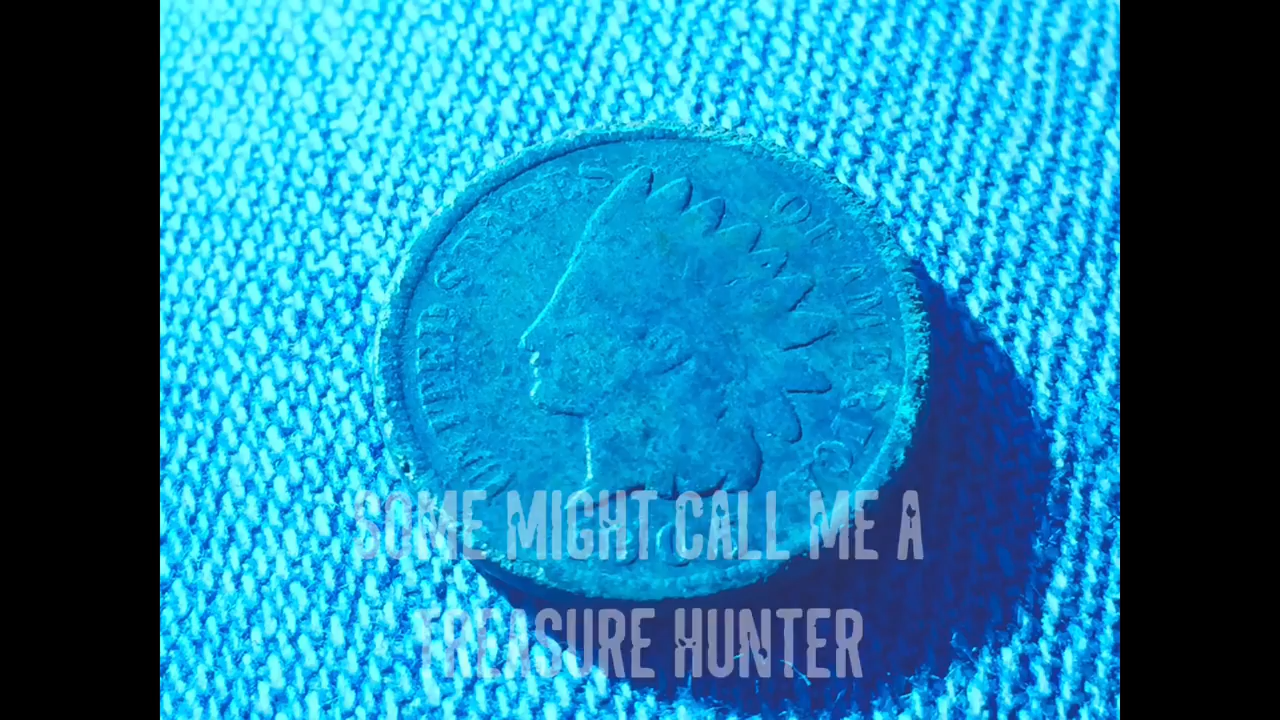 UNITED STATES OF AMERICA
SOME MIGHT CALL ME A
TREASURE HUNTER